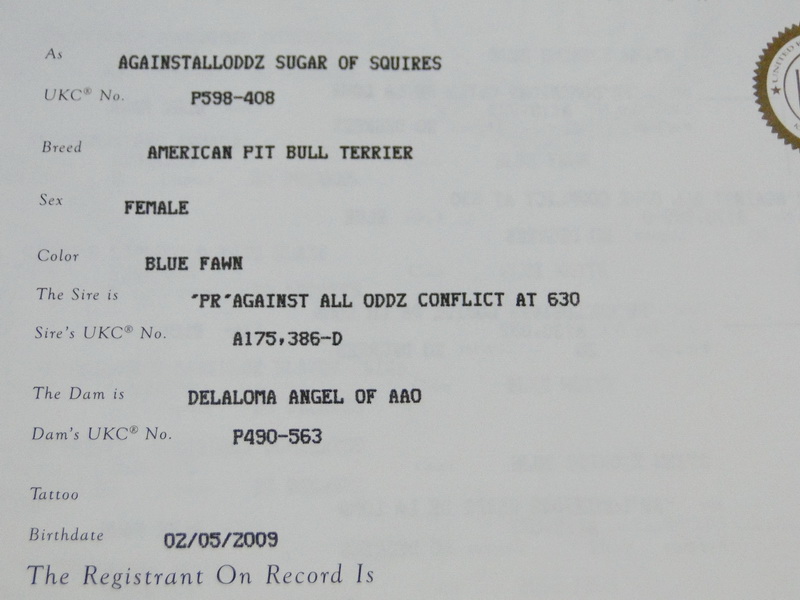 As AGAINSTALLODDZ SUGAR OF SQUIRES
UKC® No. P598-408
Breed AMERICAN PIT BULL TERRIER
Sex FEMALE
Color BLUE FAWN
The Sire is "PR"AGAINST ALL ODDZ CONFLICT AT 630
Sire's UKC® No. A175,386-D
The Dam is DELALOMA ANGEL OF AAO
Dam's UKC® No. P490-563
Tattoo
Birthdate 02/05/2009
The Registrant On Record Is
UNITED